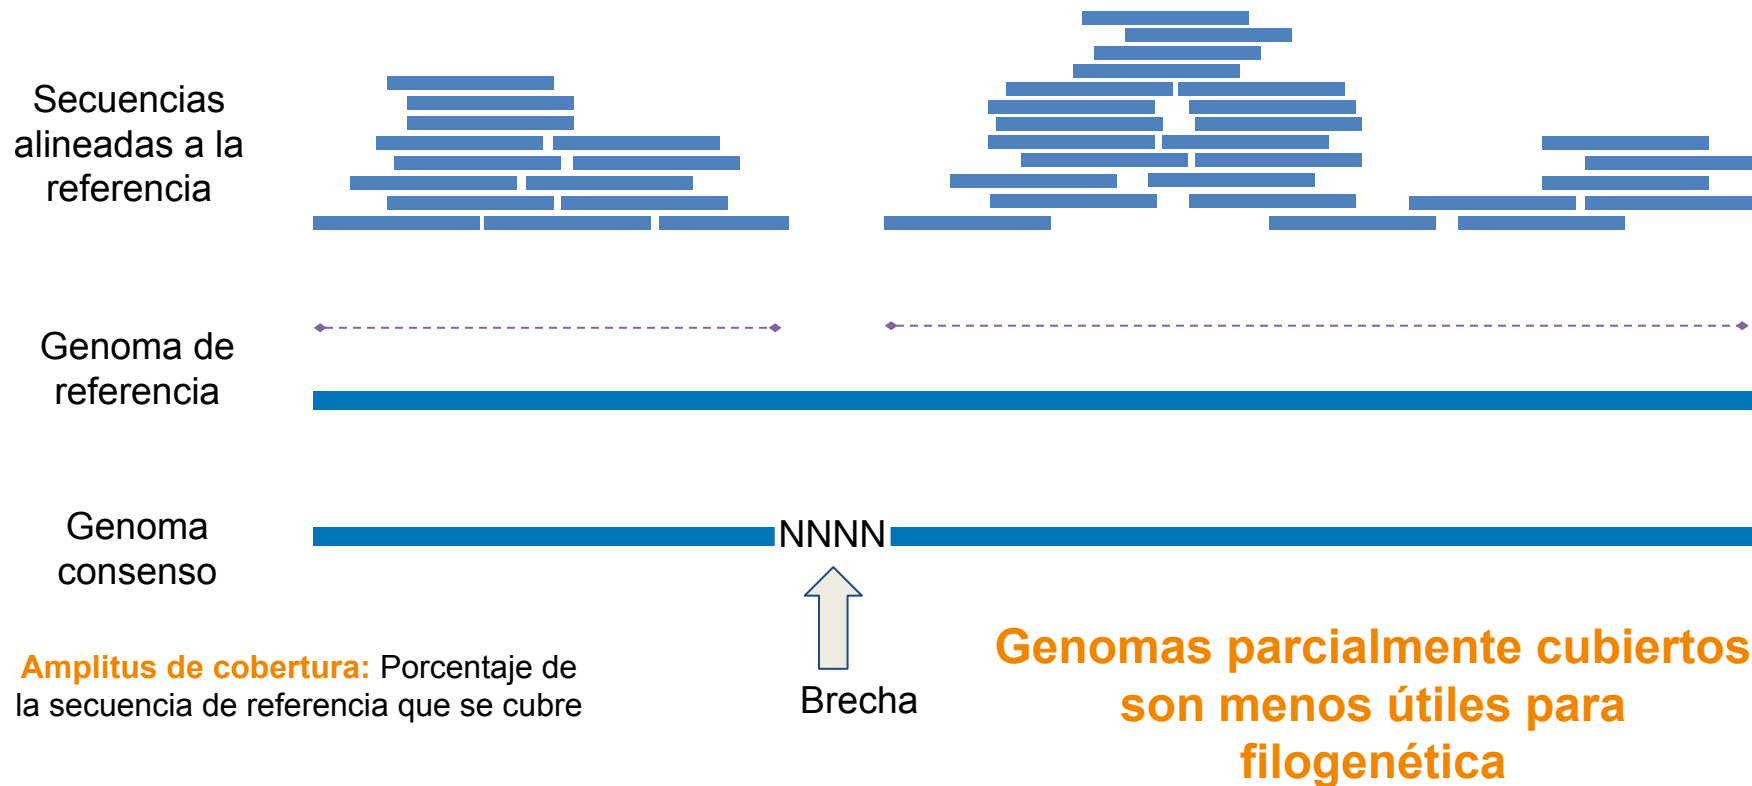 Secuencias
alineadas a la
referencia
Genoma de
referencia
Genoma
consenso
NNNN
Brecha
Amplitus de cobertura: Porcentaje de
la secuencia de referencia que se cubre
Genomas parcialmente cubiertos
son menos útiles para
filogenética